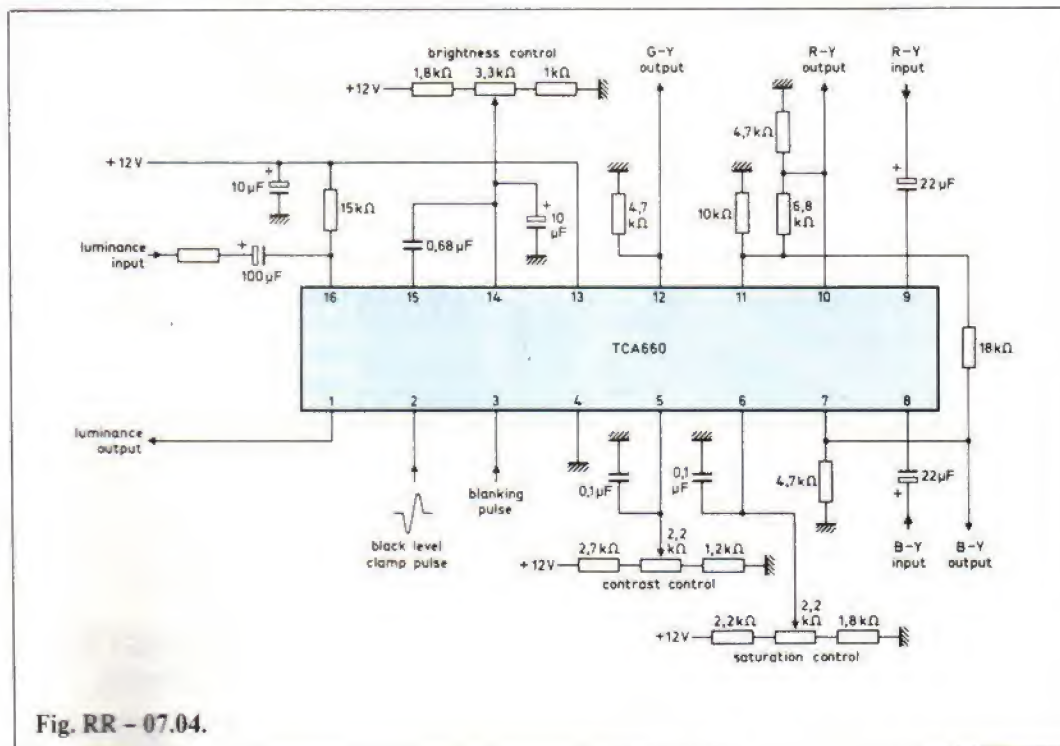 brightness control
1,8kΩ 3,3kΩ 1kΩ
+12V
G-Y
output
R-Y
output
R-Y
input
+12V
10µF
+
15kΩ
0,68µF
+
10
µF
4,7
kΩ
10kΩ
4,7kΩ
6,8
kΩ
+
22µF
luminance
input
+
100µF
16 15 14 13 12 11 10 9
TCA660
18kΩ
1 2 3 4 5 6 7 8
luminance
output
black level
clamp pulse
blanking
pulse
0,1µF
0,1
µF
4,7kΩ
22µF
+
B-Y
input
B-Y
output
+12V
2,7kΩ
2,2
kΩ
1,2kΩ
contrast control
+12V
2,2kΩ
2,2
kΩ
1,8kΩ
saturation control
Fig. RR – 07.04.